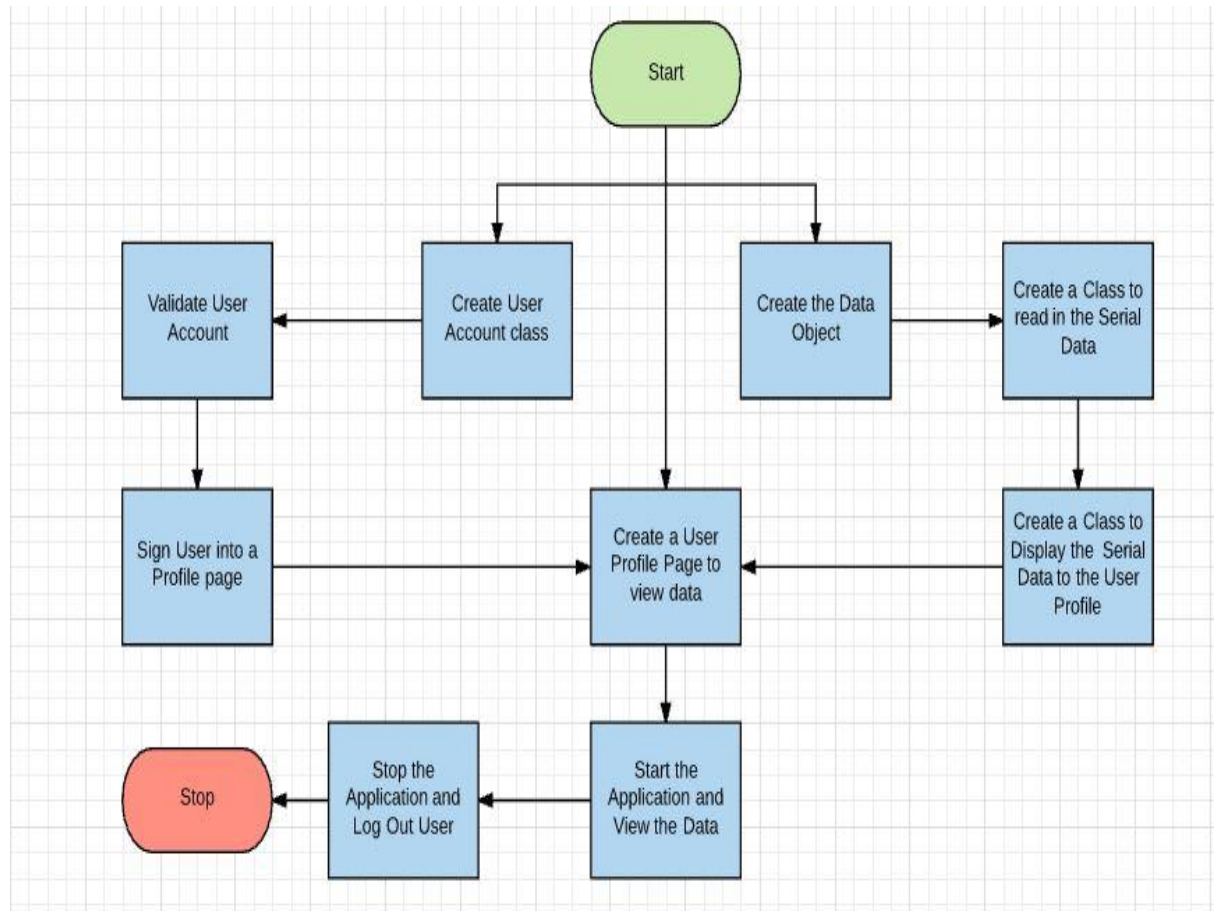 Start
Validate User
Account
Create User
Account class
Create the Data
Object
Create a Class to
read in the Serial
Data
Sign User into a
Profile page
Create a User
Profile Page to
view data
Create a Class to
Display the Serial
Data to the User
Profile
Stop
Stop the
Application and
Log Out User
Start the
Application and
View the Data